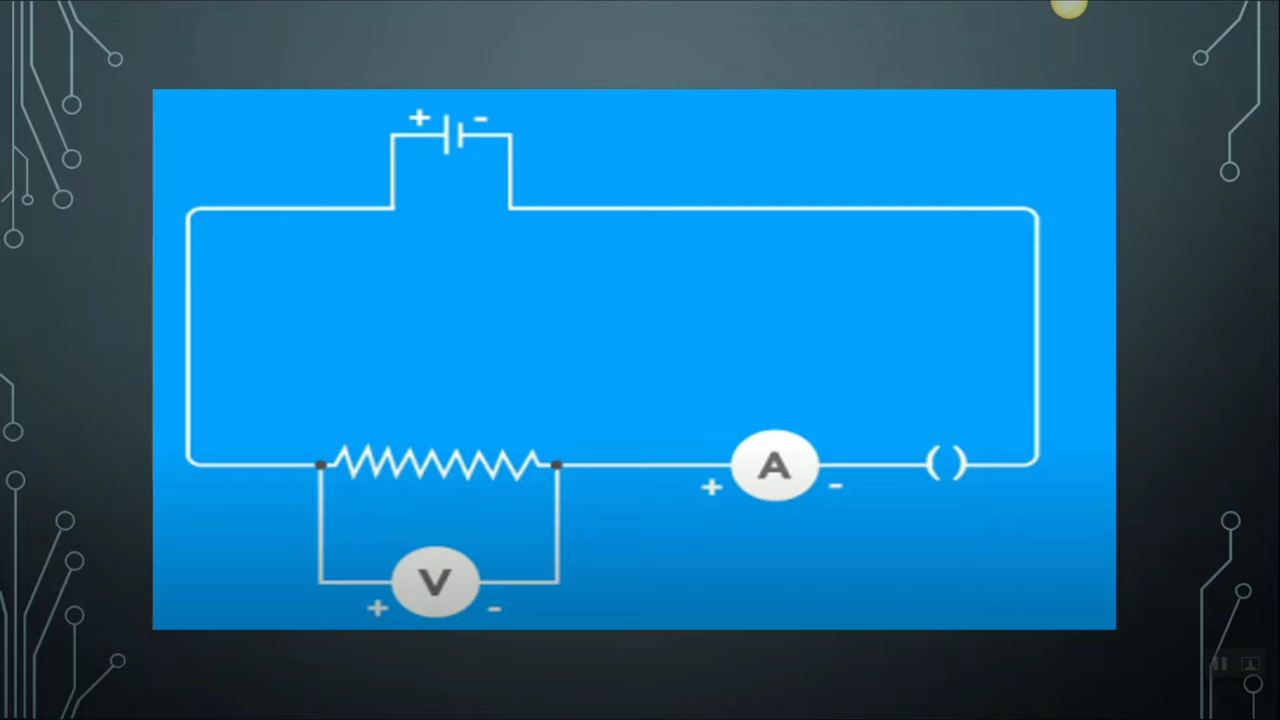 + -
A
+ -
V
+ -